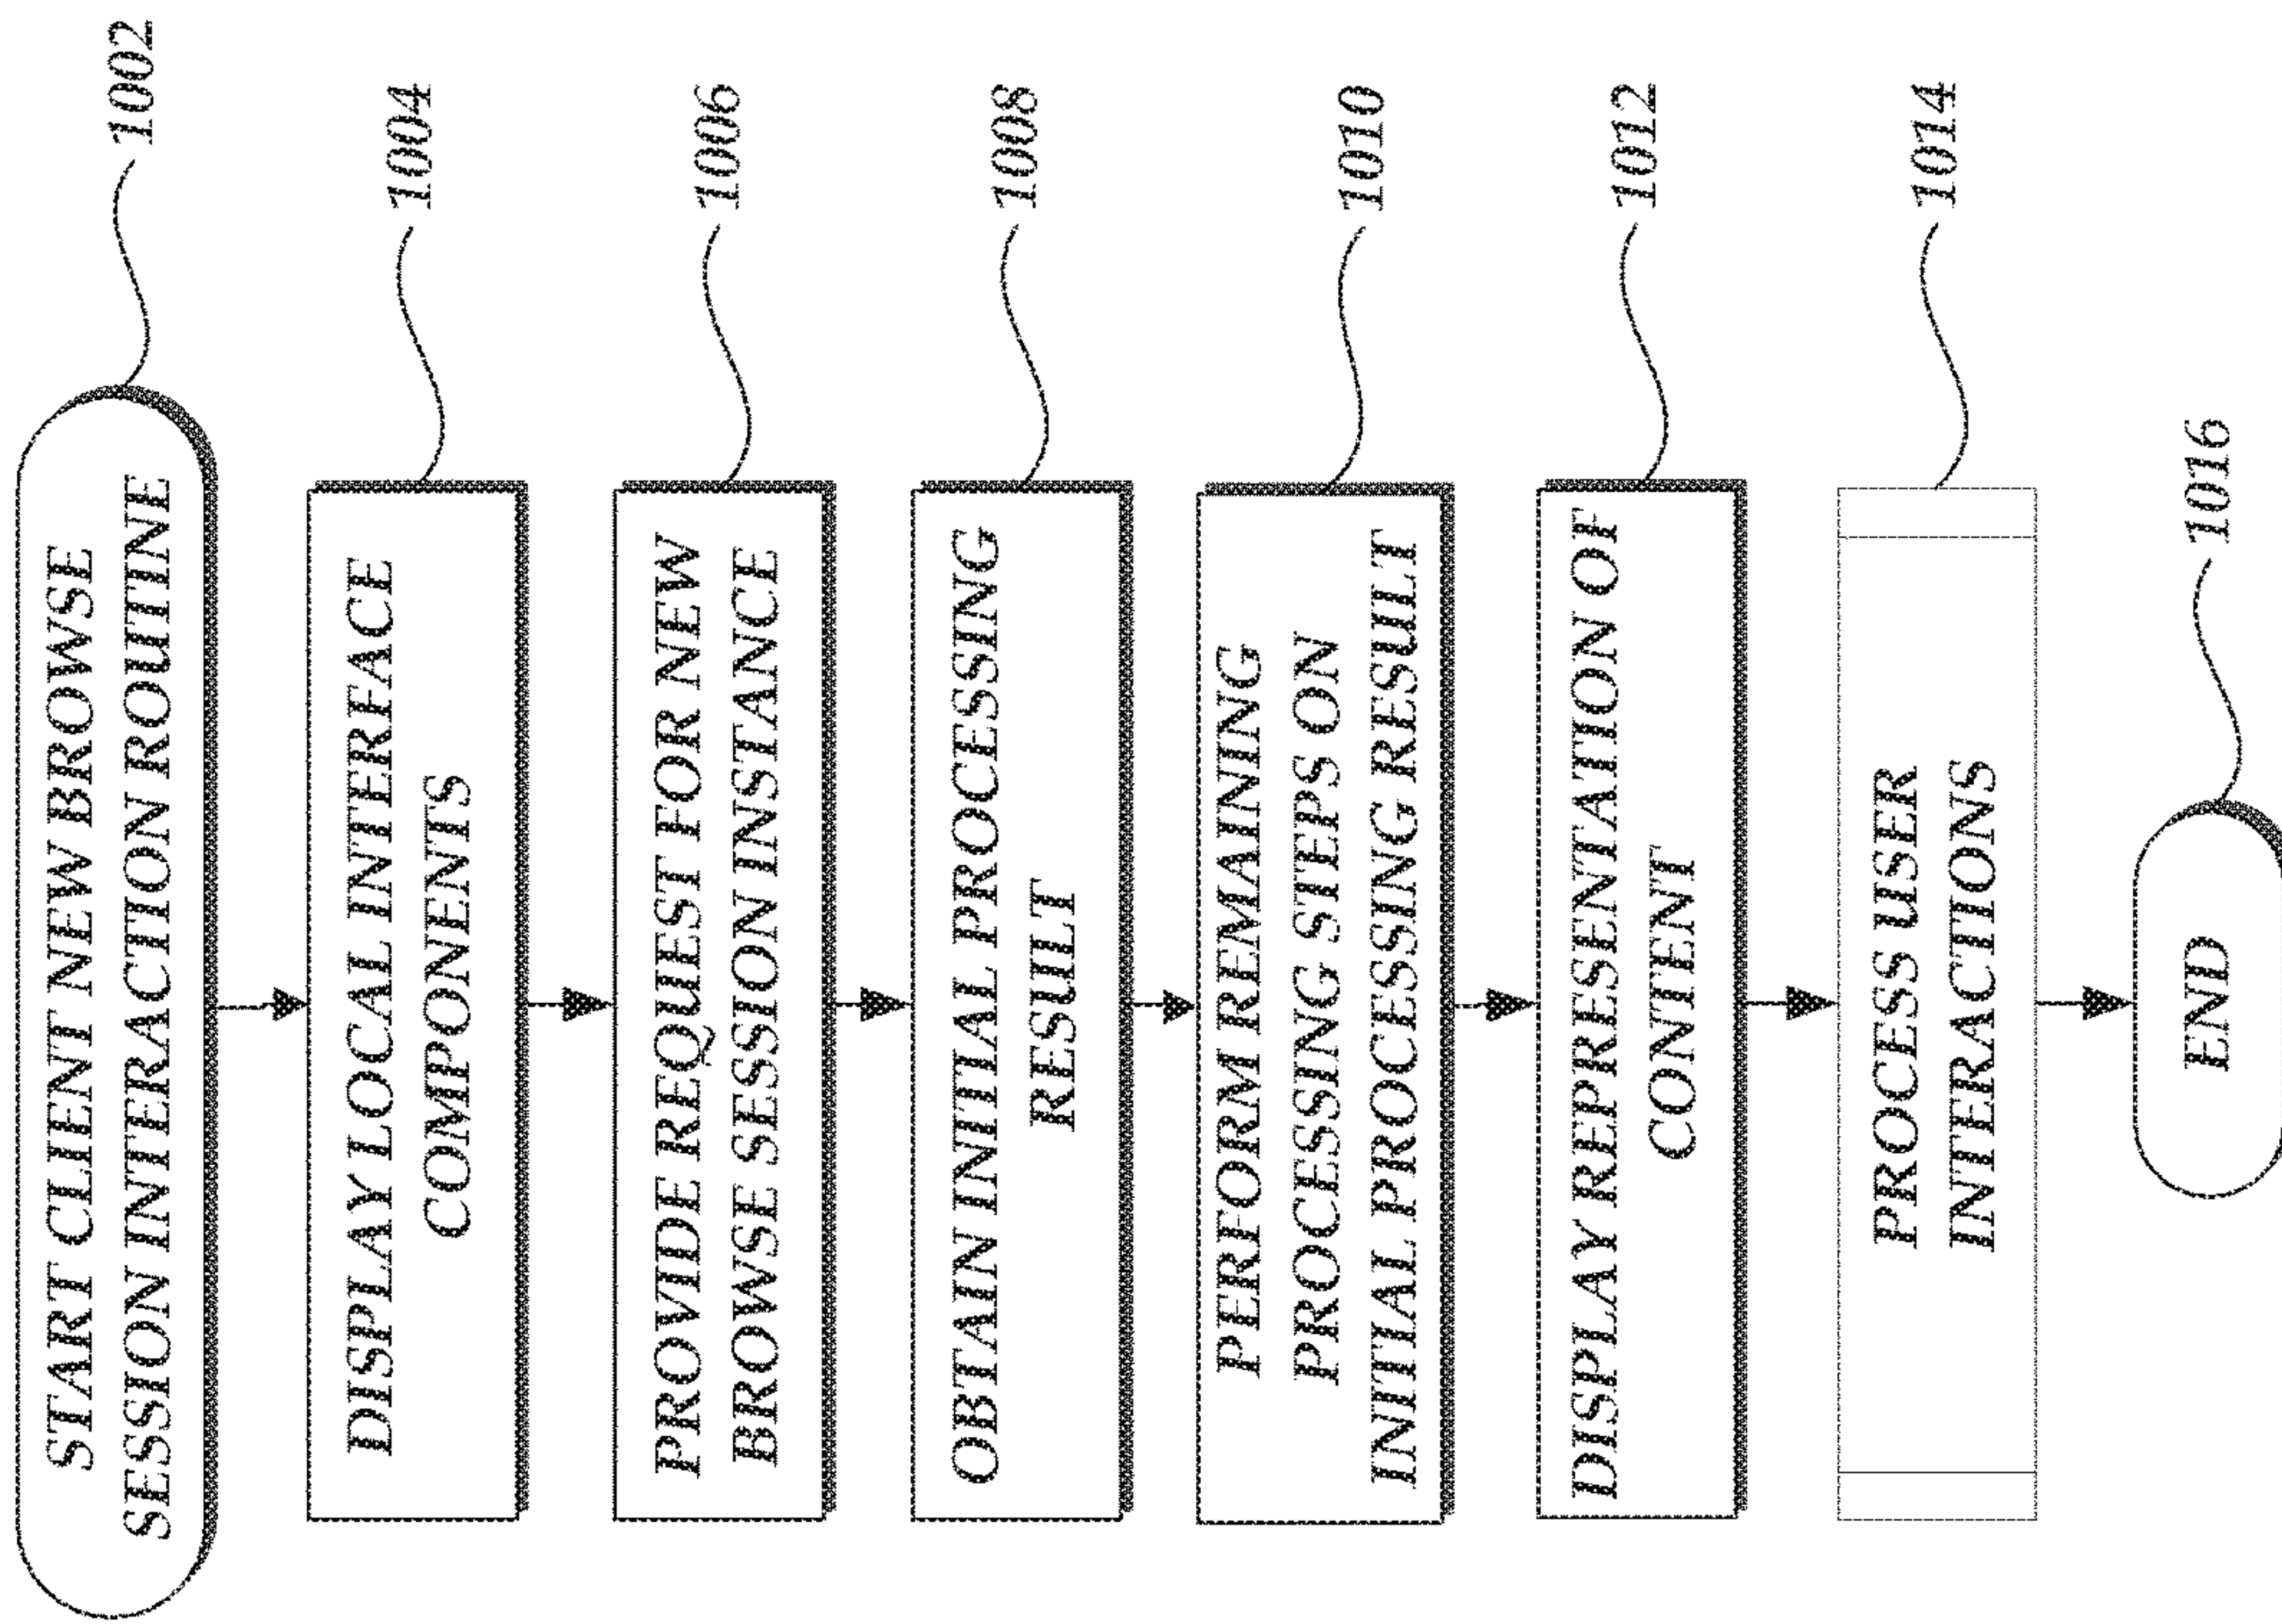 START CLIENT NEW BROWSE
SESSION INTERACTION ROUTINE
1002
DISPLAY LOCAL INTERFACE
COMPONENTS
1004
PROVIDE REQUEST FOR NEW
BROWSE SESSION INSTANCE
1006
OBTAIN INITIAL PROCESSING
RESULT
1008
PERFORM REMAINING
PROCESSING STEPS ON
INITIAL PROCESSING RESULT
1010
DISPLAY REPRESENTATION OF
CONTENT
1012
PROCESS USER
INTERACTIONS
1014
END
1016